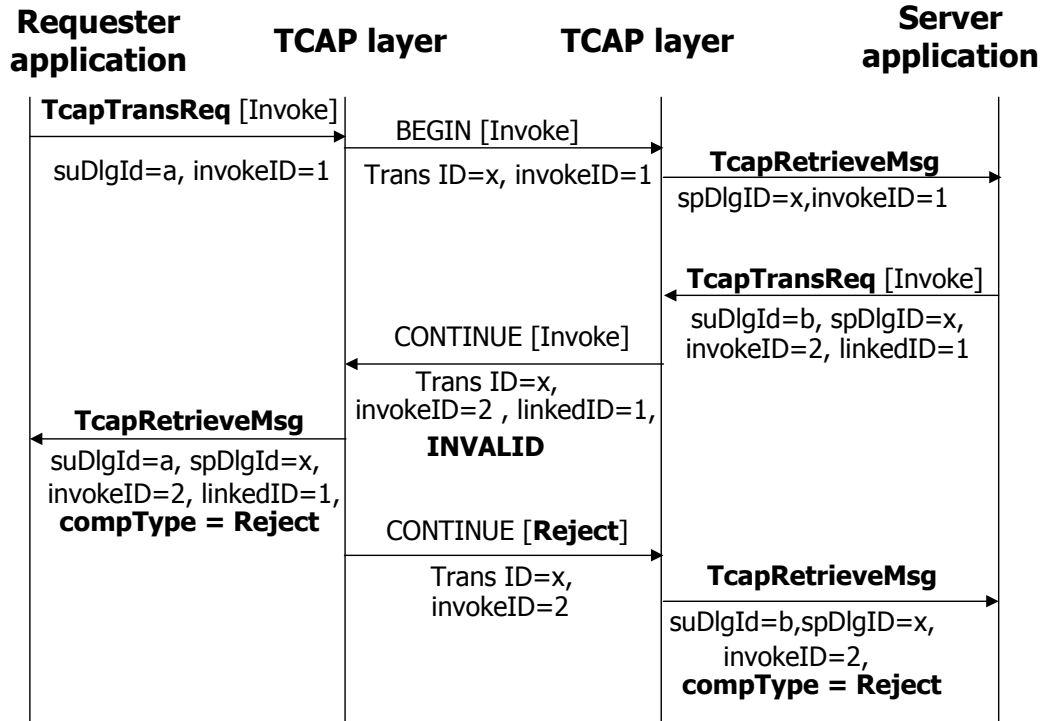 Requester
application
TCAP layer
TCAP layer
Server
application
TcapTransReq [Invoke]
suDlgId=a, invokeID=1
BEGIN [Invoke]
Trans ID=x, invokeID=1
TcapRetrieveMsg
spDlgID=x,invokeID=1
TcapTransReq [Invoke]
suDlgId=b, spDlgID=x,
invokeID=2, linkedID=1
CONTINUE [Invoke]
Trans ID=x,
invokeID=2 , linkedID=1,
INVALID
TcapRetrieveMsg
suDlgId=a, spDlgId=x,
invokeID=2, linkedID=1,
compType = Reject
CONTINUE [Reject]
Trans ID=x,
invokeID=2
TcapRetrieveMsg
suDlgId=b,spDlgID=x,
invokeID=2,
compType = Reject